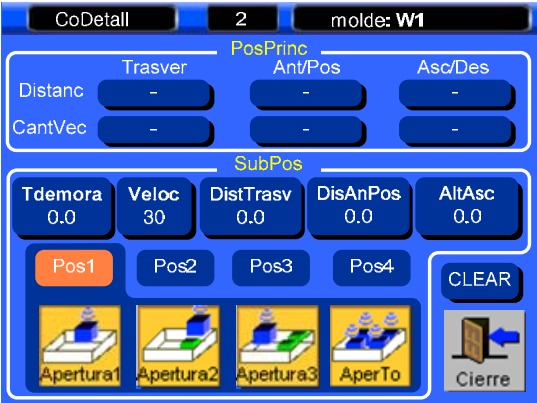 CoDetall 2 molde: W1
PosPrinc
Trasver Ant/Pos Asc/Des
Distanc - - -
CantVec - - -
SubPos
Tdemora Veloc DistTrasv DisAnPos AltAsc
0.0 30 0.0 0.0 0.0
Pos1 Pos2 Pos3 Pos4
CLEAR
Apertura1 Apertura2 Apertura3 AperTo Cierre